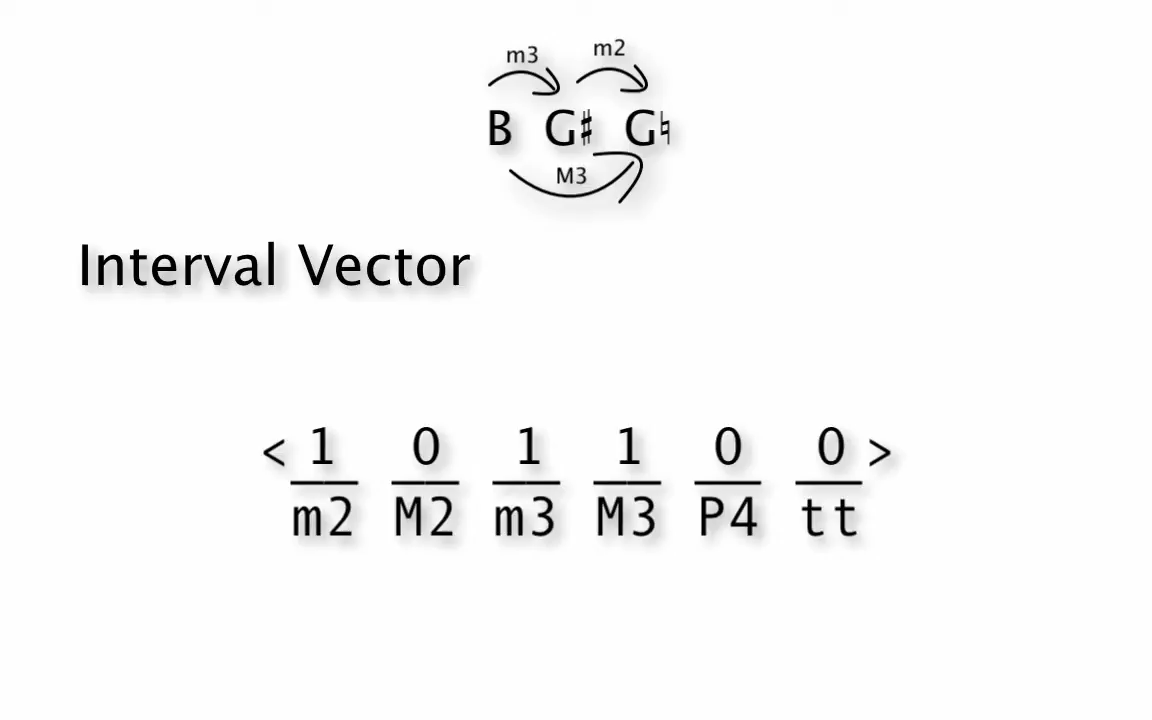 m3 m2
B G♯ G♮
M3
Interval Vector
<1 0 1 1 0 0>
m2 M2 m3 M3 P4 tt